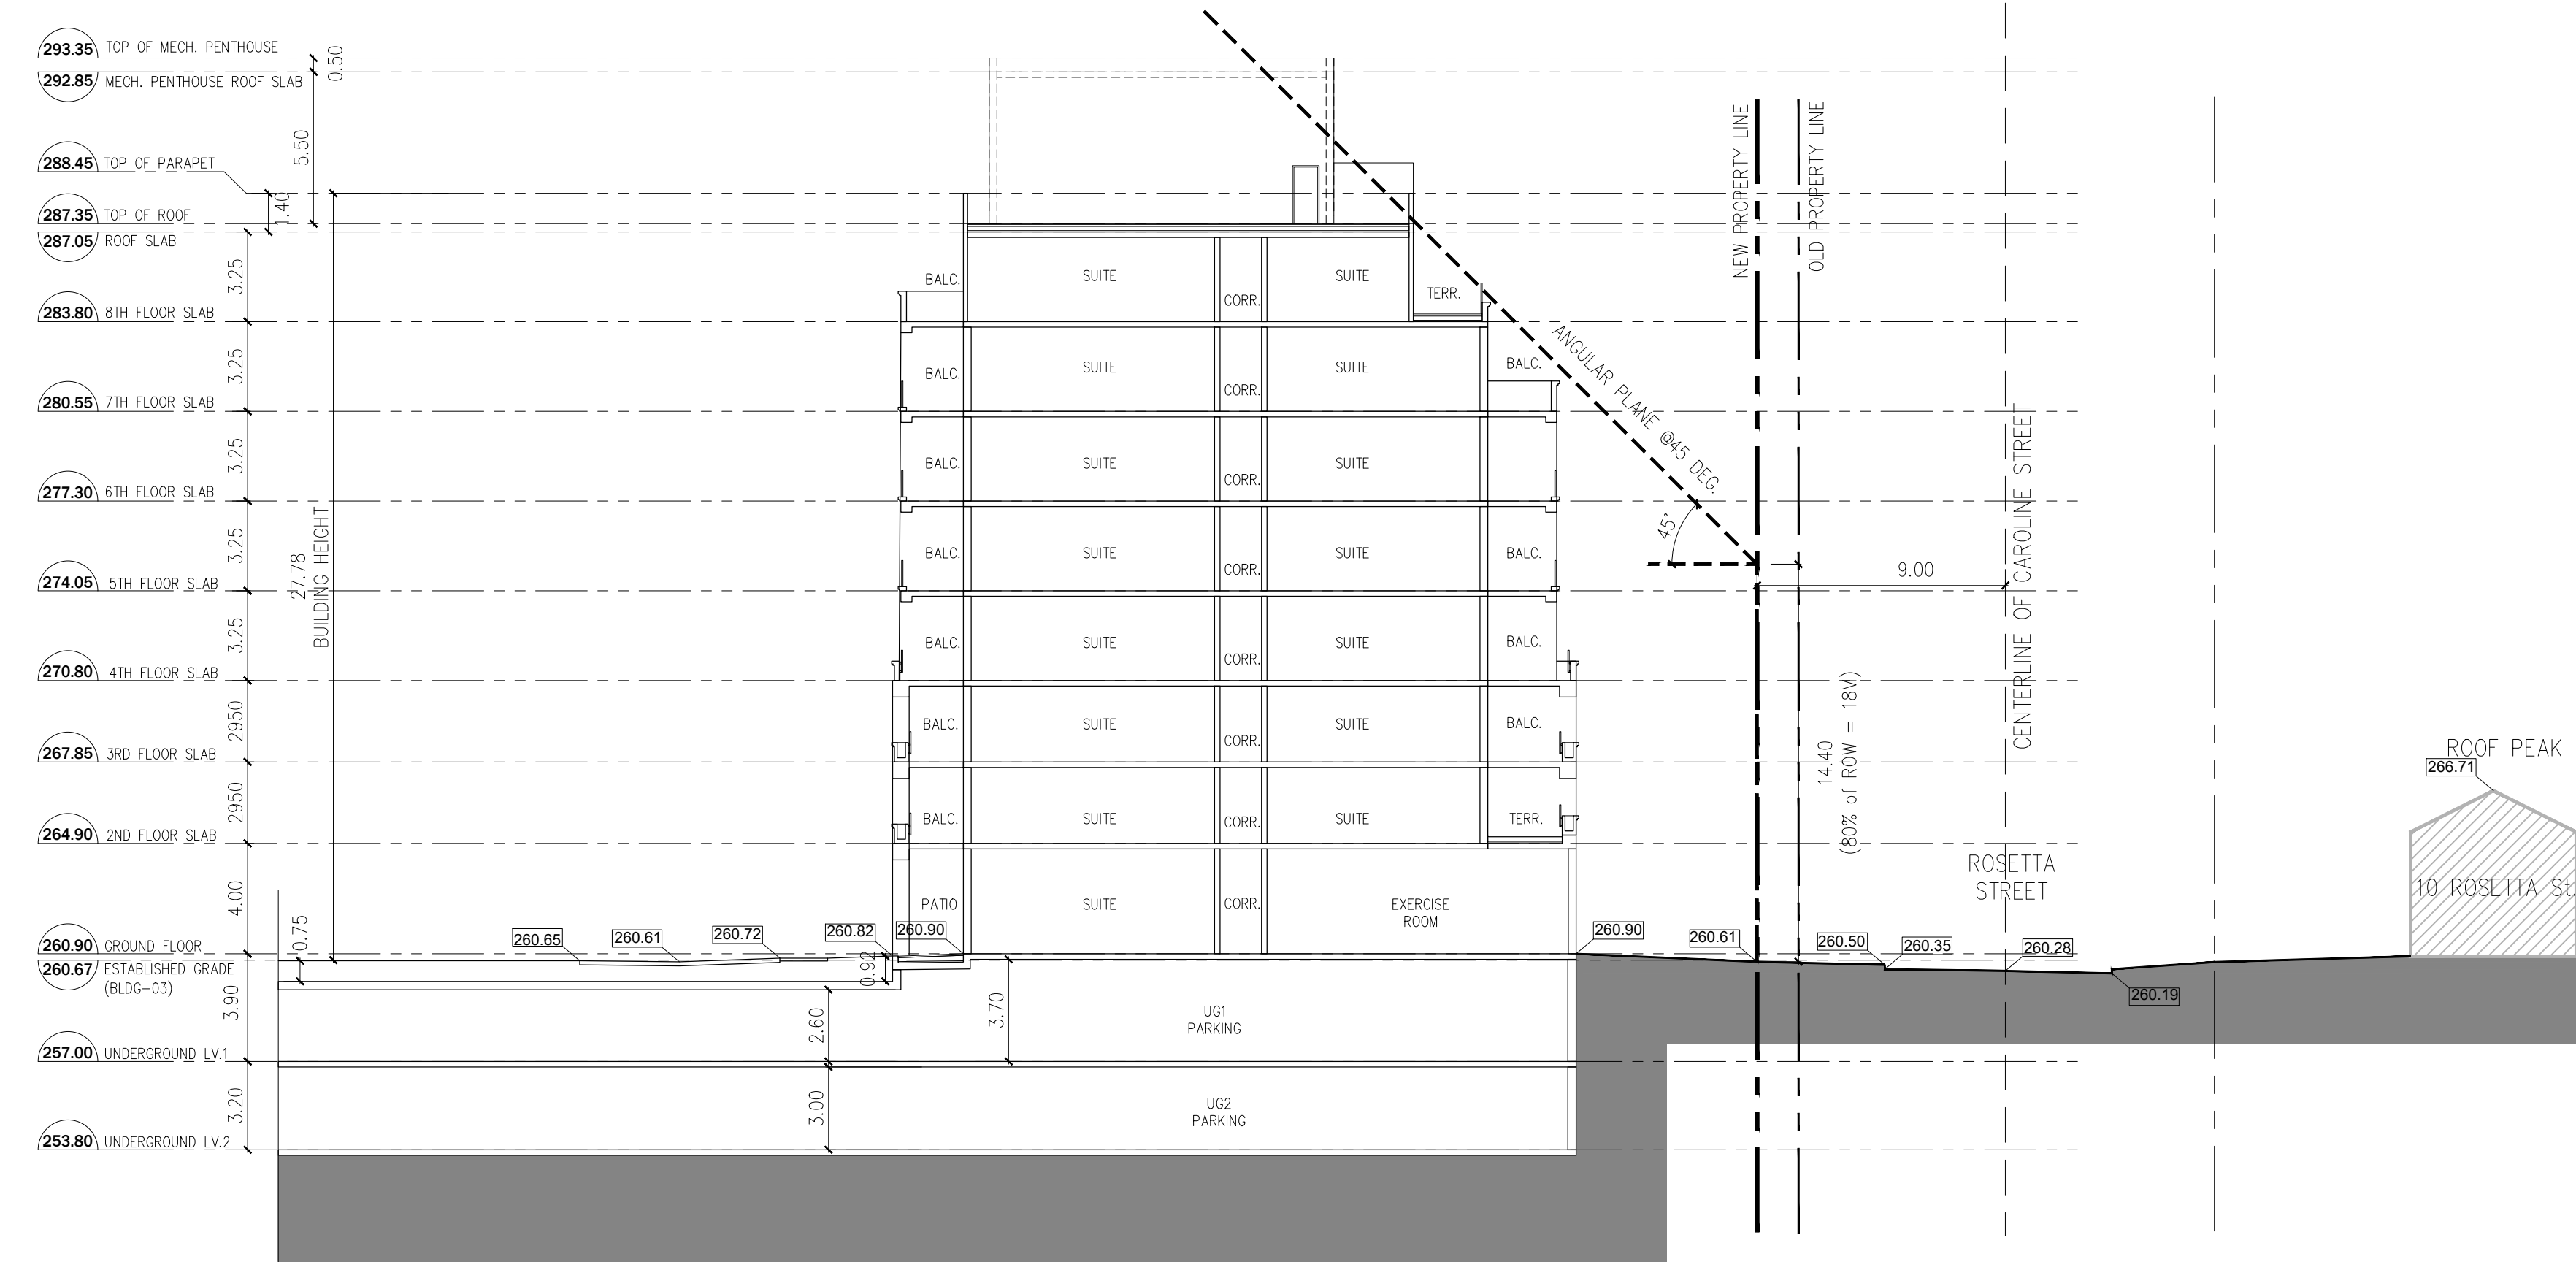 293.35 TOP OF MECH. PENTHOUSE
0.50
292.85 MECH. PENTHOUSE ROOF SLAB
5.50
288.45 TOP OF PARAPET
1.40
287.35 TOP OF ROOF
287.05 ROOF SLAB
3.25
283.80 8TH FLOOR SLAB
3.25
280.55 7TH FLOOR SLAB
3.25
277.30 6TH FLOOR SLAB
3.25
274.05 5TH FLOOR SLAB
3.25
270.80 4TH FLOOR SLAB
2950
267.85 3RD FLOOR SLAB
2950
264.90 2ND FLOOR SLAB
4.00
260.90 GROUND FLOOR
260.67 ESTABLISHED GRADE
(BLDG-03)
3.90
257.00 UNDERGROUND LV.1
3.20
253.80 UNDERGROUND LV.2
27.78
BUILDING HEIGHT
0.75
BALC. SUITE CORR. SUITE TERR.
BALC. SUITE CORR. SUITE BALC.
BALC. SUITE CORR. SUITE BALC.
BALC. SUITE CORR. SUITE BALC.
BALC. SUITE CORR. SUITE BALC.
BALC. SUITE CORR. SUITE BALC.
BALC. SUITE CORR. SUITE TERR.
PATIO SUITE CORR. EXERCISE
ROOM
260.65 260.61 260.72 260.82 260.90
0.92
2.60
3.70
UG1
PARKING
3.00
UG2
PARKING
ANGULAR PLANE @45 DEG.
45°
NEW PROPERTY LINE
OLD PROPERTY LINE
9.00
CENTERLINE OF CAROLINE STREET
14.40
(80% of ROW = 18M)
ROSETTA
STREET
260.90 260.61 260.50 260.35 260.28
260.19
ROOF PEAK
266.71
10 ROSETTA St.